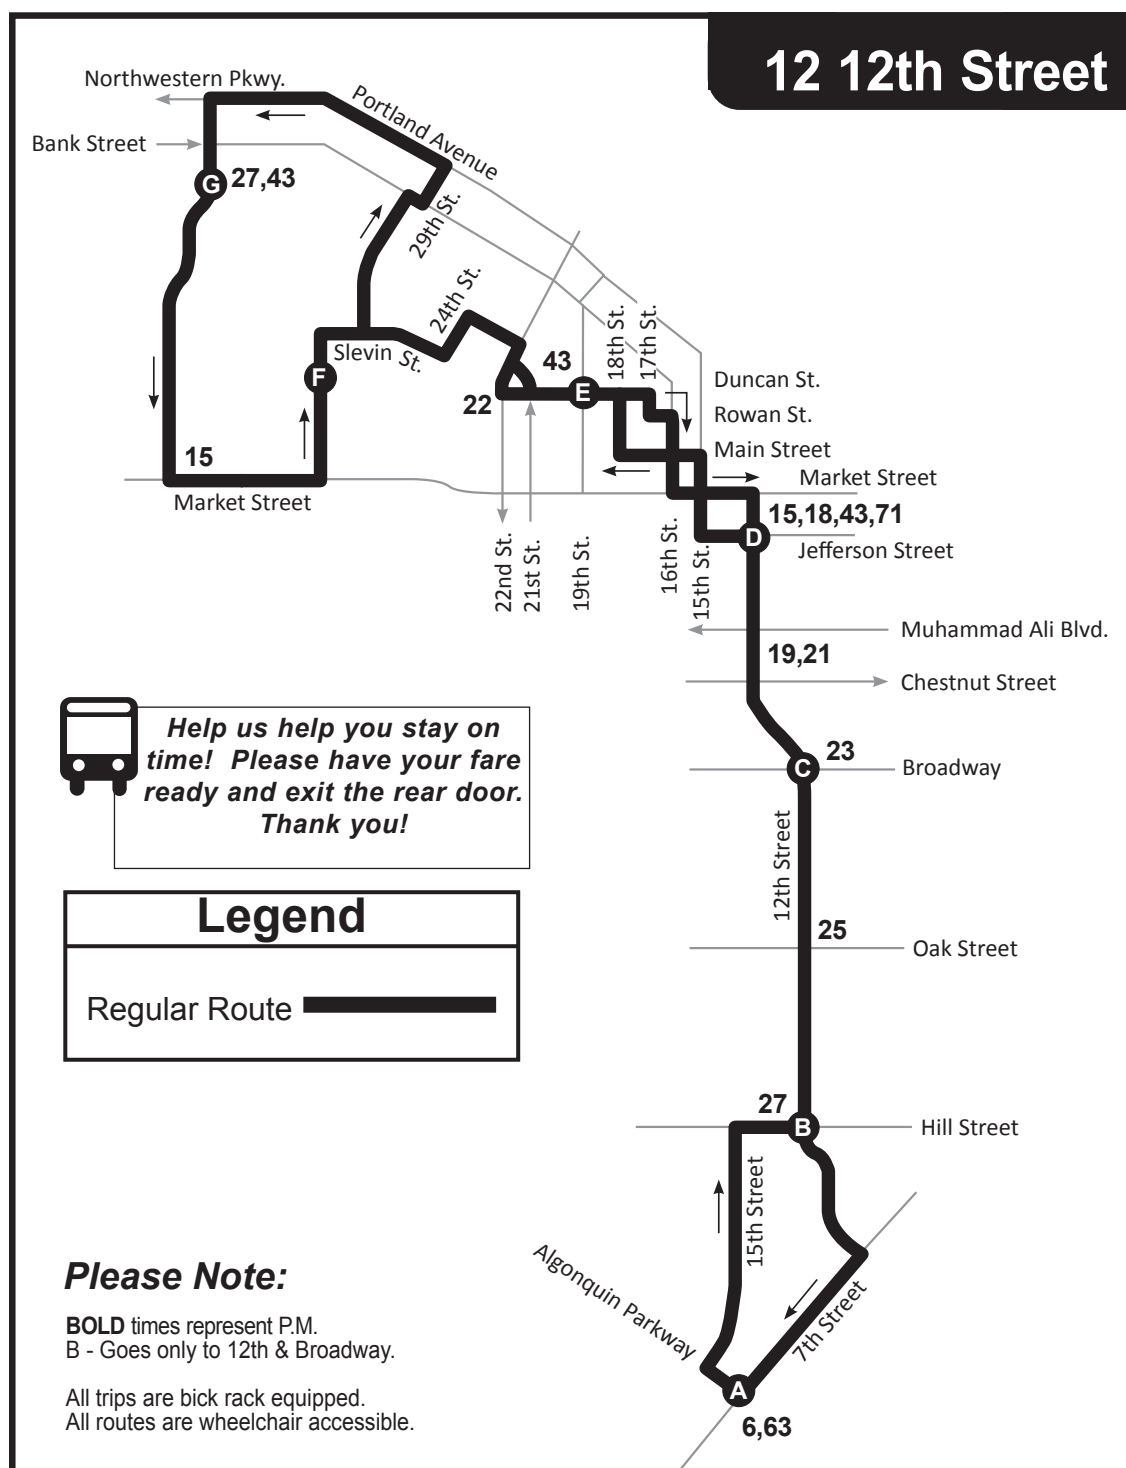 12 12th Street
Northwestern Pkwy.
Portland Avenue
Bank Street
G
27,43
29th St.
24th St.
Slevin St.
F
43
E
22
18th St.
17th St.
Duncan St.
Rowan St.
Main Street
15
Market Street
Market Street
15,18,43,71
D
Jefferson Street
22nd St.
21st St.
19th St.
16th St.
15th St.
Muhammad Ali Blvd.
19,21
Chestnut Street
Help us help you stay on
time! Please have your fare
ready and exit the rear door.
Thank you!
23
C
Broadway
12th Street
Legend
Regular Route
25
Oak Street
27
B
Hill Street
15th Street
Algonquin Parkway
7th Street
A
6,63
Please Note:
BOLD times represent P.M.
B - Goes only to 12th & Broadway.
All trips are bick rack equipped.
All routes are wheelchair accessible.